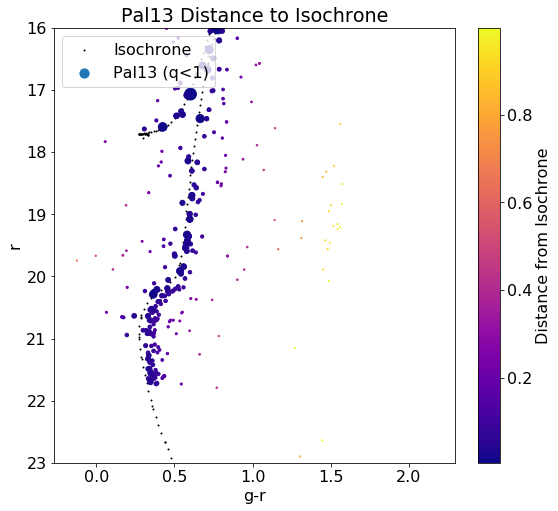 Pal13 Distance to Isochrone
Isochrone
Pal13 (q<1)
16
17
18
19
20
21
22
23
r
0.0
0.5
1.0
1.5
2.0
g-r
0.8
0.6
0.4
0.2
Distance from Isochrone